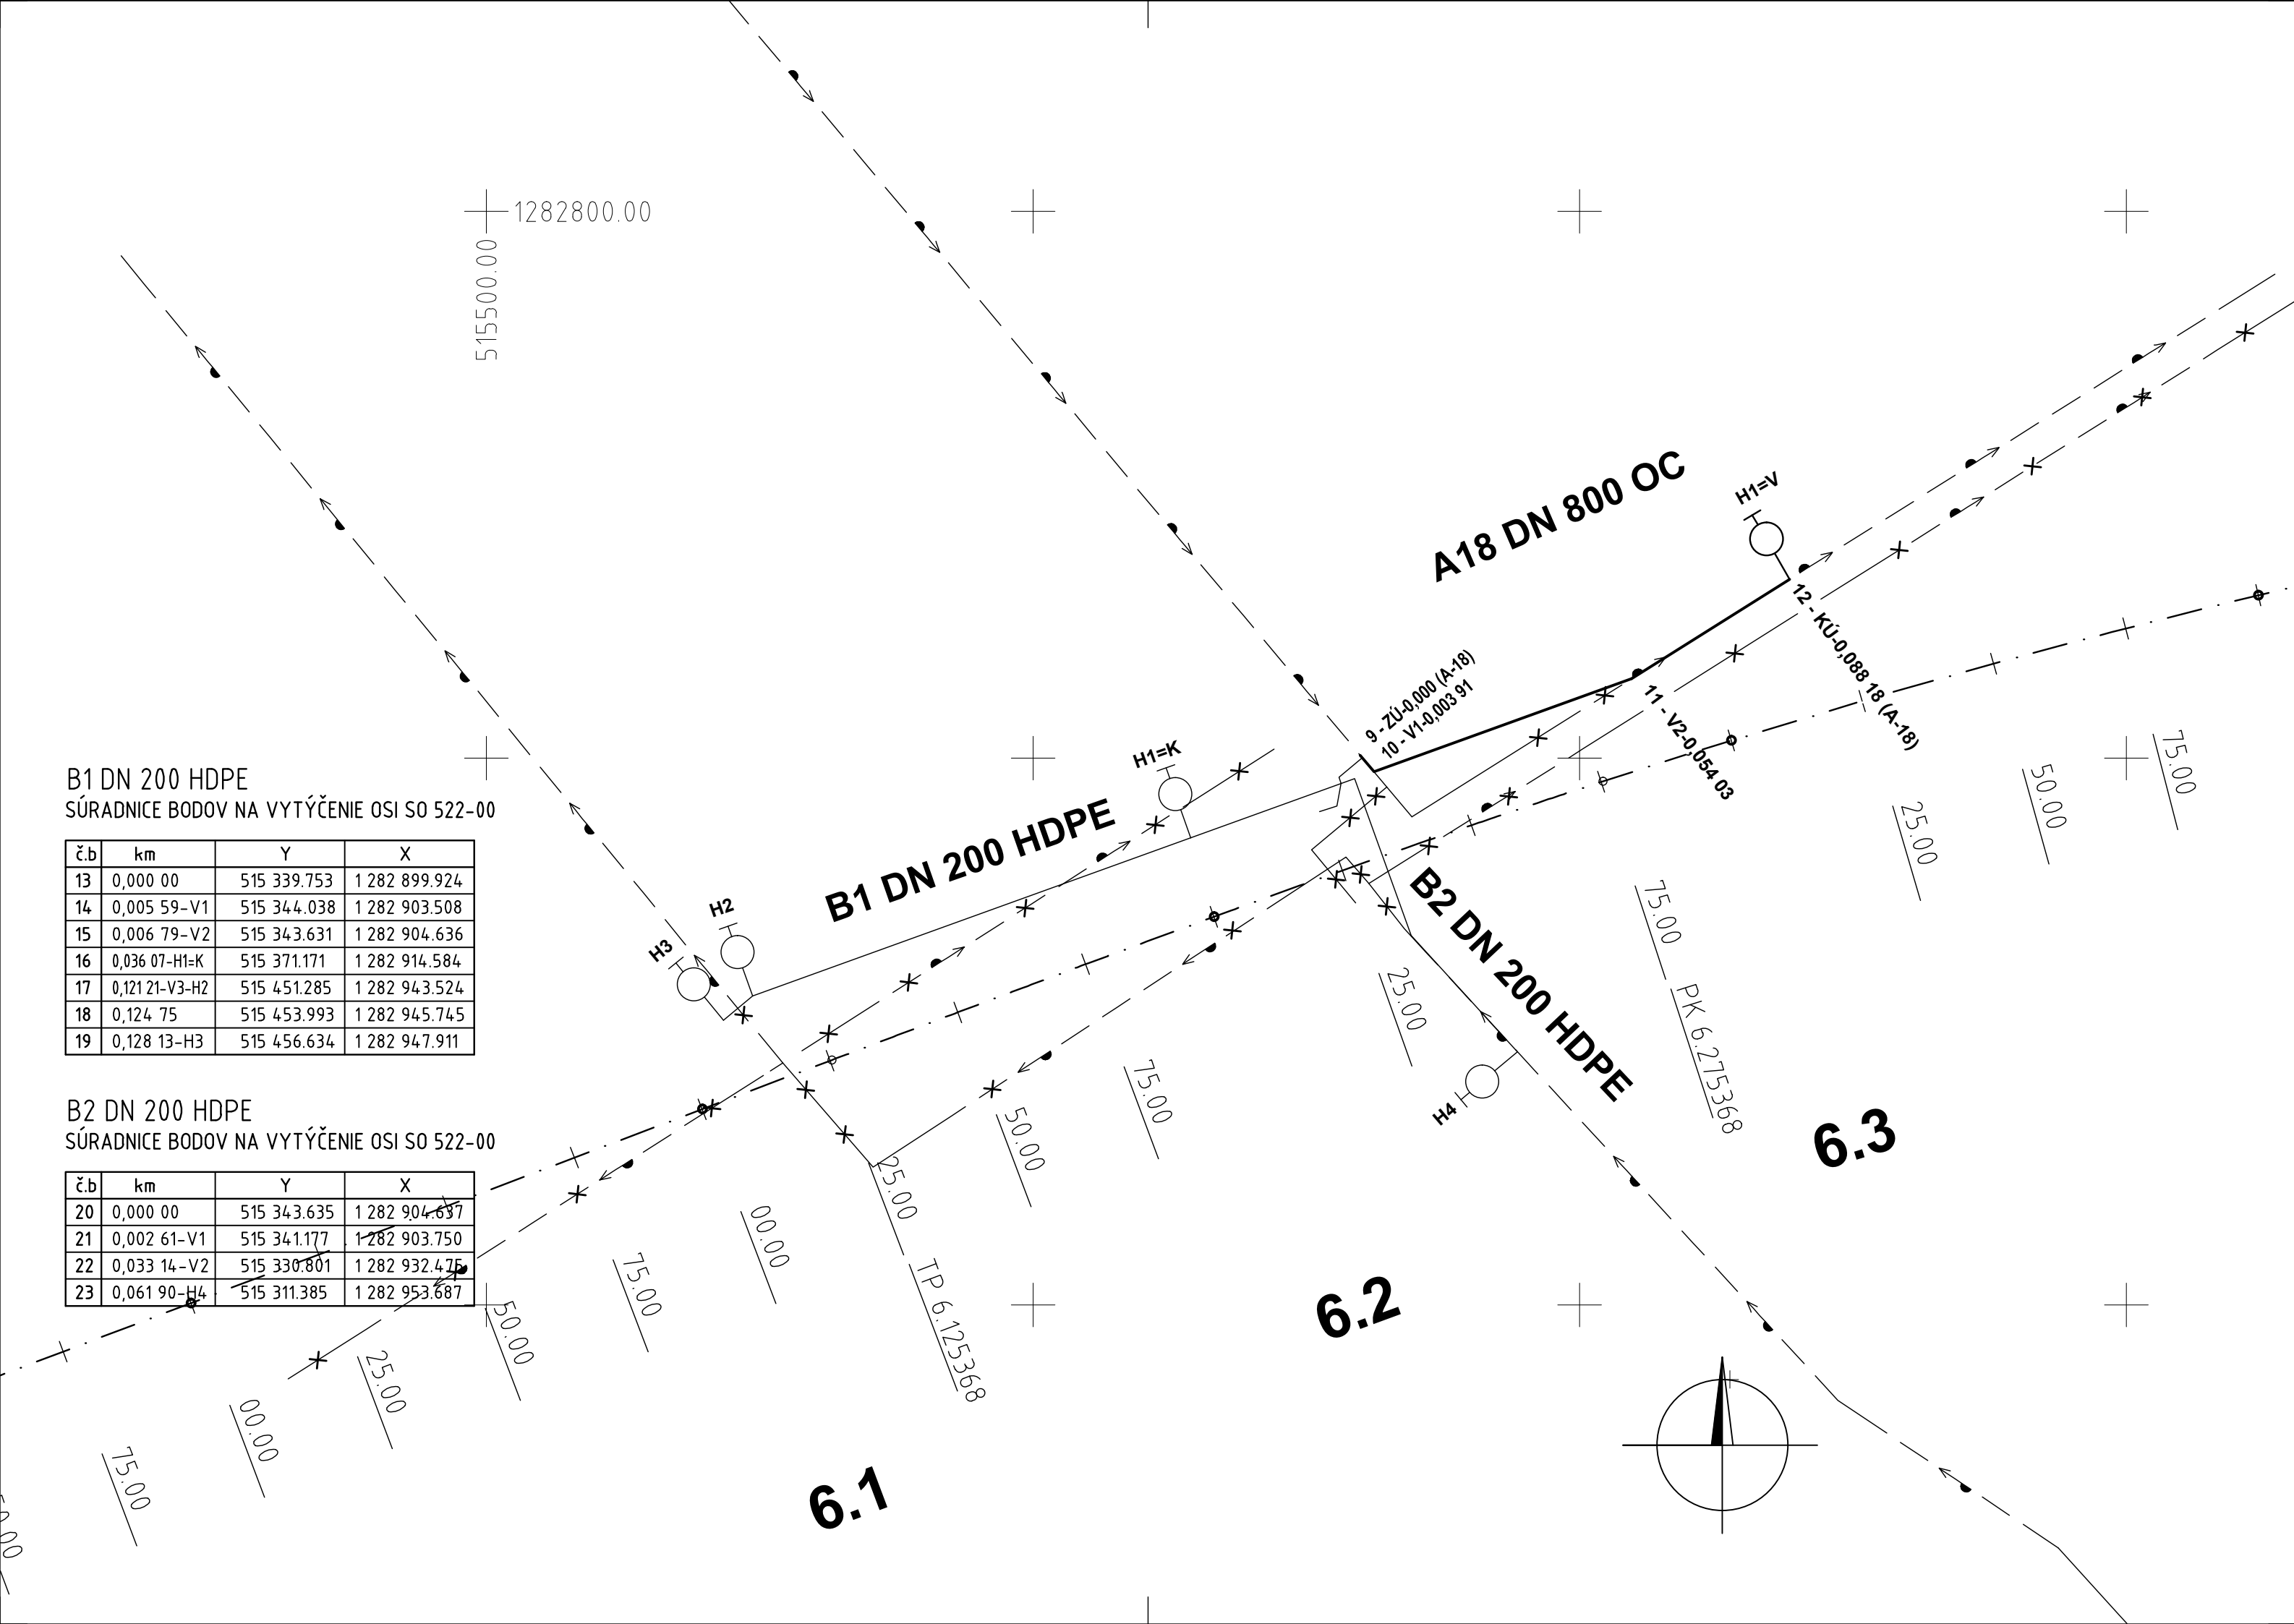 1282800.00
515500.00
A18 DN 800 OC
H1=V
12 - KÚ-0,088 18 (A-18)
9 - ZÚ-0,000 (A-18)
10 - V1-0,003 91
11 - V2-0,054 03
H1=K
B1 DN 200 HDPE
H2
H3
B2 DN 200 HDPE
H4
B1 DN 200 HDPE
SÚRADNICE BODOV NA VYTÝČENIE OSI SO 522-00
č.b km Y X
13 0,000 00 515 339.753 1 282 899.924
14 0,005 59-V1 515 344.038 1 282 903.508
15 0,006 79-V2 515 343.631 1 282 904.636
16 0,036 07-H1=K 515 371.171 1 282 914.584
17 0,121 21-V3-H2 515 451.285 1 282 943.524
18 0,124 75 515 453.993 1 282 945.745
19 0,128 13-H3 515 456.634 1 282 947.911
B2 DN 200 HDPE
SÚRADNICE BODOV NA VYTÝČENIE OSI SO 522-00
č.b km Y X
20 0,000 00 515 343.635 1 282 904.637
21 0,002 61-V1 515 341.177 1 282 903.750
22 0,033 14-V2 515 330.801 1 282 932.475
23 0,061 90-H4 515 311.385 1 282 953.687
75.00
00.00
25.00
50.00
75.00
00.00
25.00
TP 6.125368
50.00
75.00
25.00
75.00
PK 6.275368
25.00
50.00
75.00
6.1
6.2
6.3